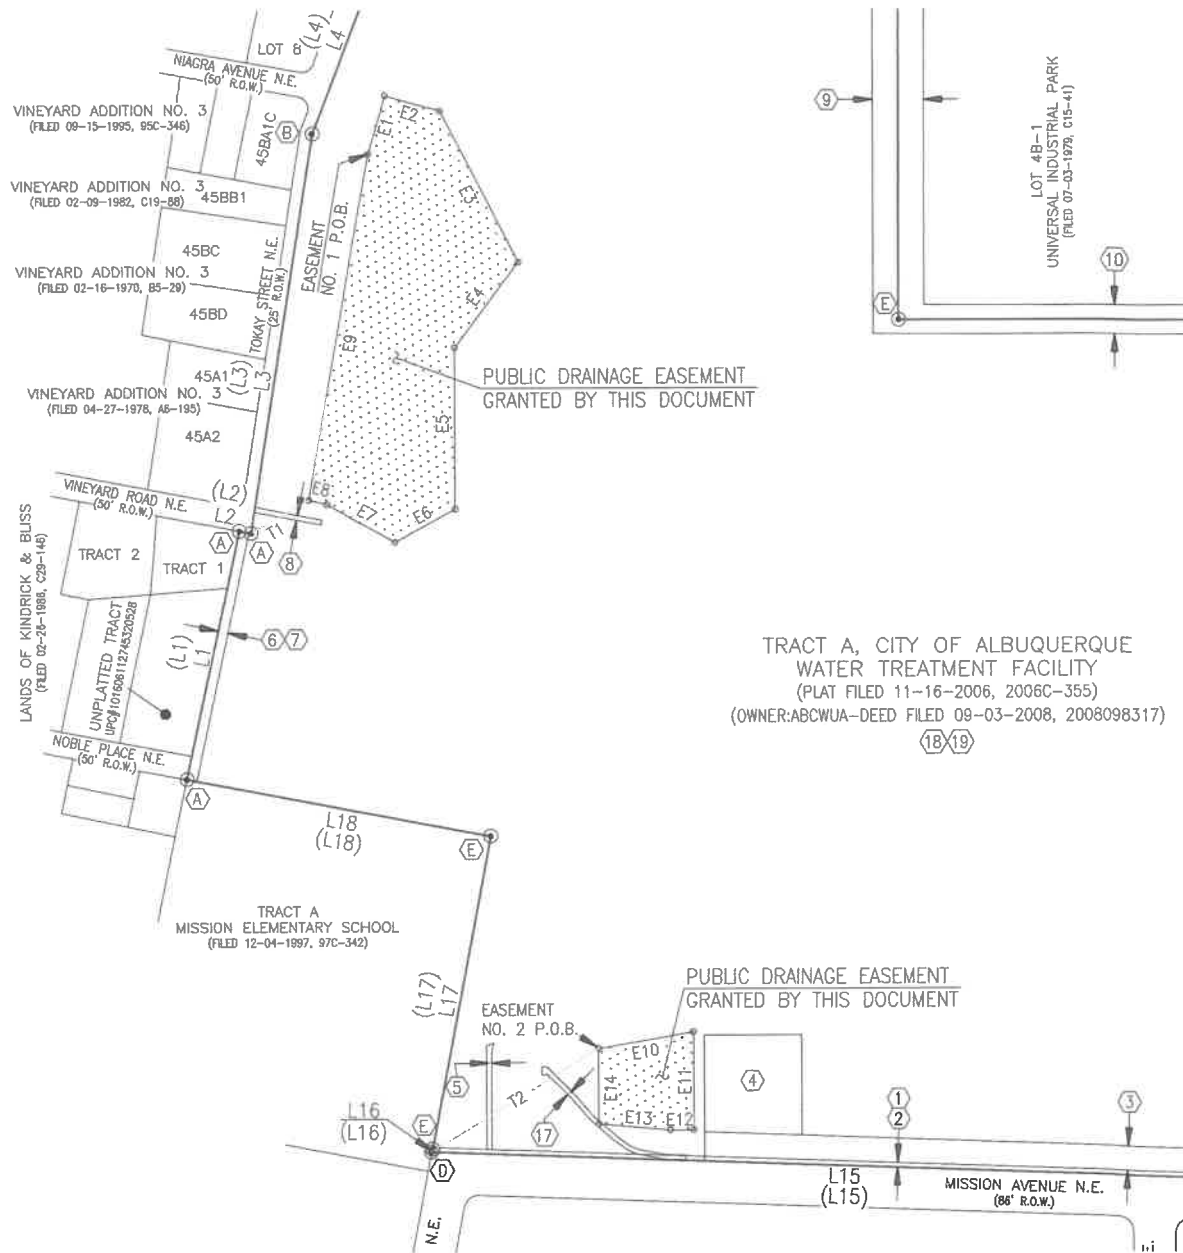 LOT 8
(L4)
L4
NIAGRA AVENUE N.E.
(50' R.O.W.)
VINEYARD ADDITION NO. 3
(FILED 09-15-1995, 95C-346)
45BA1C
B
E1
E2
E3
E4
E5
E6
E7
E8
E9
EASEMENT
NO. 1 P.O.B.
VINEYARD ADDITION NO. 3
(FILED 02-09-1982, C19-88)
45BB1
45BC
VINEYARD ADDITION NO. 3
(FILED 02-16-1970, B5-29)
45BD
TOKAY STREET N.E.
(25' R.O.W.)
45A1
(L3)
L3
VINEYARD ADDITION NO. 3
(FILED 04-27-1978, A6-195)
45A2
PUBLIC DRAINAGE EASEMENT
GRANTED BY THIS DOCUMENT
9
LOT 4B-1
UNIVERSAL INDUSTRIAL PARK
(FILED 07-03-1979, C15-41)
10
E
VINEYARD ROAD N.E.
(50' R.O.W.)
(L2)
L2
A
A
T1
8
LANDS OF KINDRICK & BLISS
(FILED 02-26-1986, C29-146)
TRACT 2
TRACT 1
UNPLATTED TRACT
UPC#101606112745320528
(L1)
L1
6
7
NOBLE PLACE N.E.
(50' R.O.W.)
A
TRACT A, CITY OF ALBUQUERQUE
WATER TREATMENT FACILITY
(PLAT FILED 11-16-2006, 2006C-355)
(OWNER:ABCWUA-DEED FILED 09-03-2008, 2008098317)
18
19
L18
(L18)
E
TRACT A
MISSION ELEMENTARY SCHOOL
(FILED 12-04-1997, 97C-342)
(L17)
L17
PUBLIC DRAINAGE EASEMENT
GRANTED BY THIS DOCUMENT
EASEMENT
NO. 2 P.O.B.
E10
E11
E12
E13
E14
5
T2
17
4
1
2
3
L16
(L16)
E
D
L15
(L15)
MISSION AVENUE N.E.
(86' R.O.W.)
N.E.